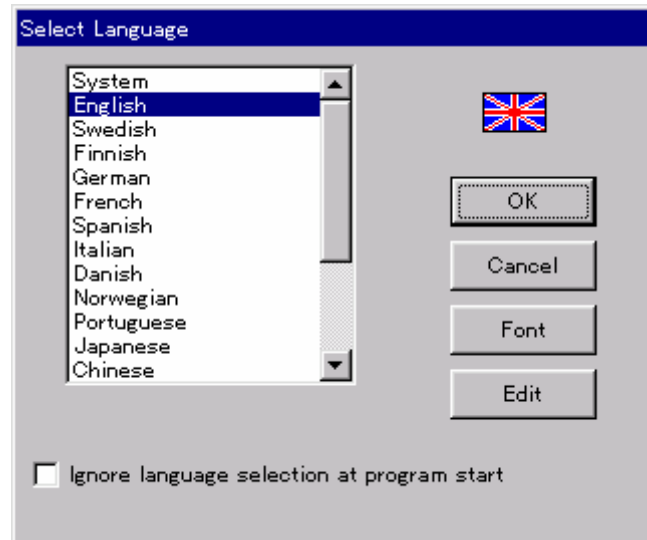 Select Language
System
English
Swedish
Finnish
German
French
Spanish
Italian
Danish
Norwegian
Portuguese
Japanese
Chinese
OK
Cancel
Font
Edit
Ignore language selection at program start